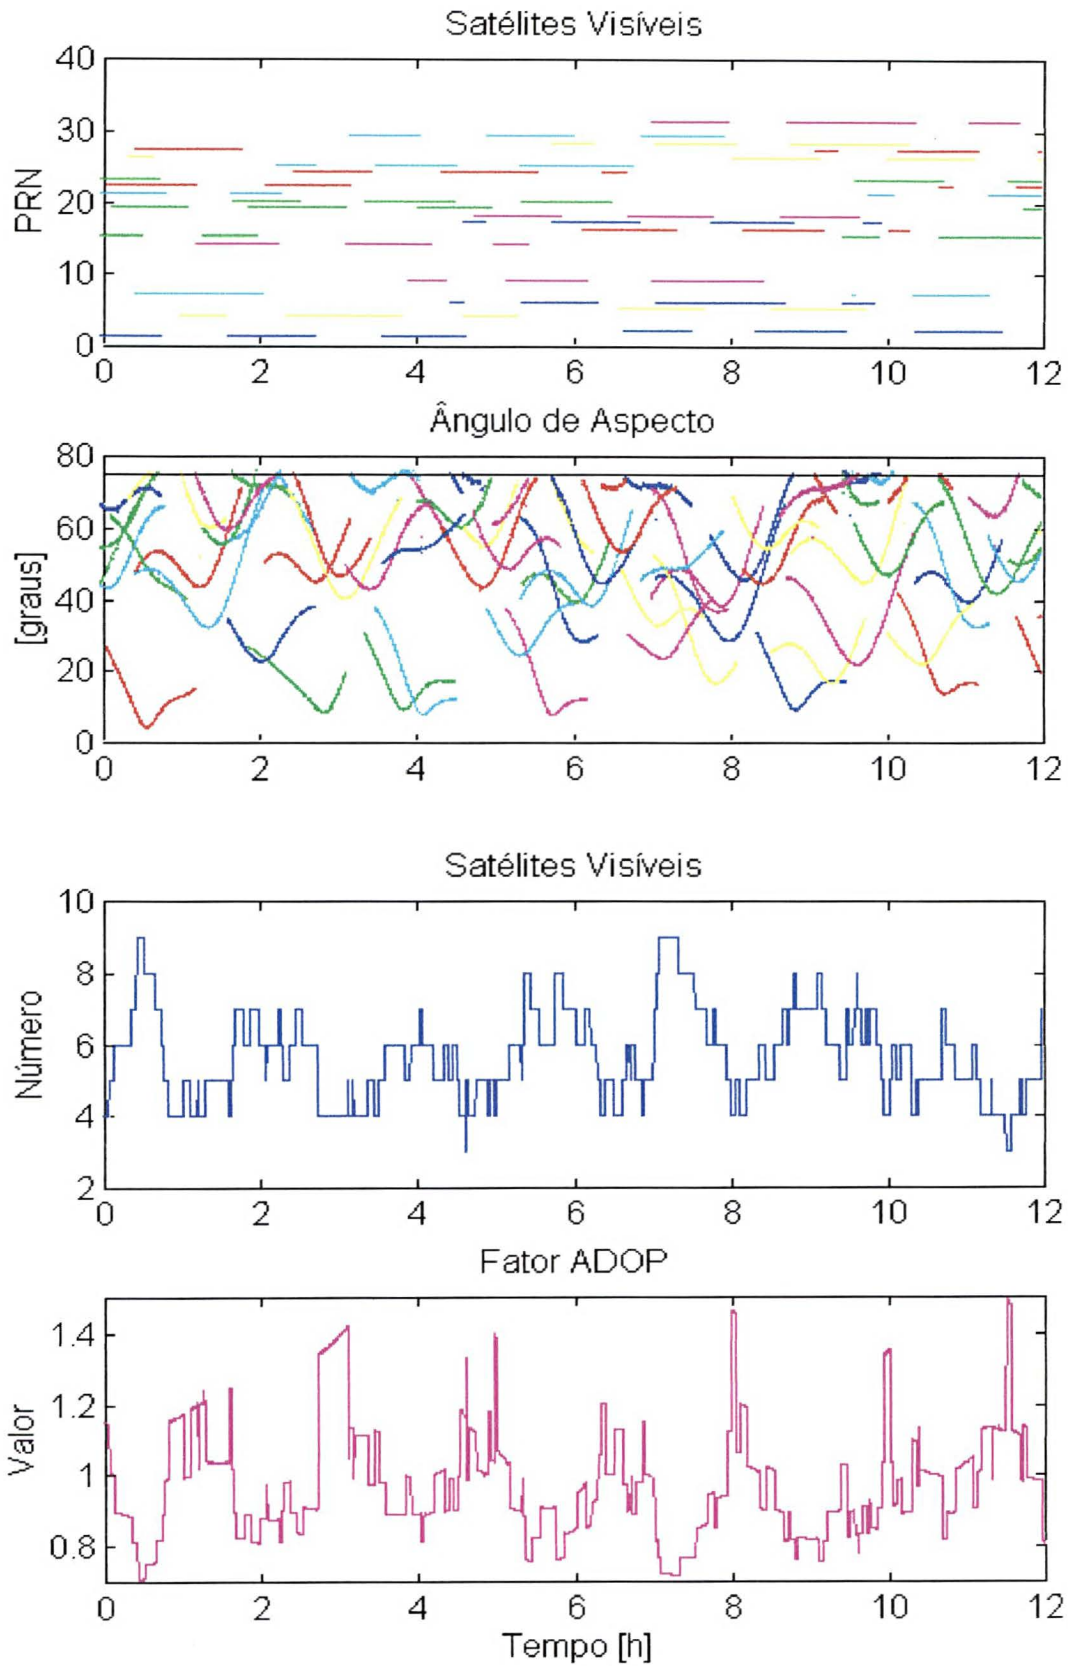 Satélites Visíveis
40
30
20
10
0
PRN
0 2 4 6 8 10 12
Ângulo de Aspecto
80
60
40
20
0
[graus]
0 2 4 6 8 10 12
Satélites Visíveis
10
8
6
4
2
Número
0 2 4 6 8 10 12
Fator ADOP
1.4
1.2
1
0.8
Valor
0 2 4 6 8 10 12
Tempo [h]